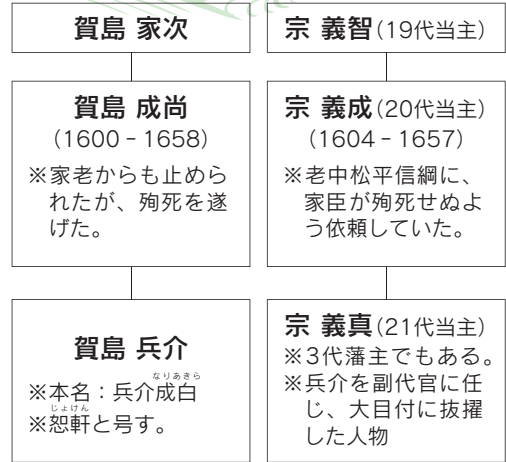 賀島 家次
宗 義智(19代当主)
賀島 成尚
(1600‐1658)
※家老からも止めら
れたが、殉死を遂
げた。
宗 義成(20代当主)
(1604‐1657)
※老中松平信綱に、
家臣が殉死せぬよ
う依頼していた。
賀島 兵介
なりあきら
※本名：兵介成白
じょけん
※恕軒と号す。
宗 義真(21代当主)
※3代藩主でもある。
※兵介を副代官に任
じ、大目付に抜擢
した人物